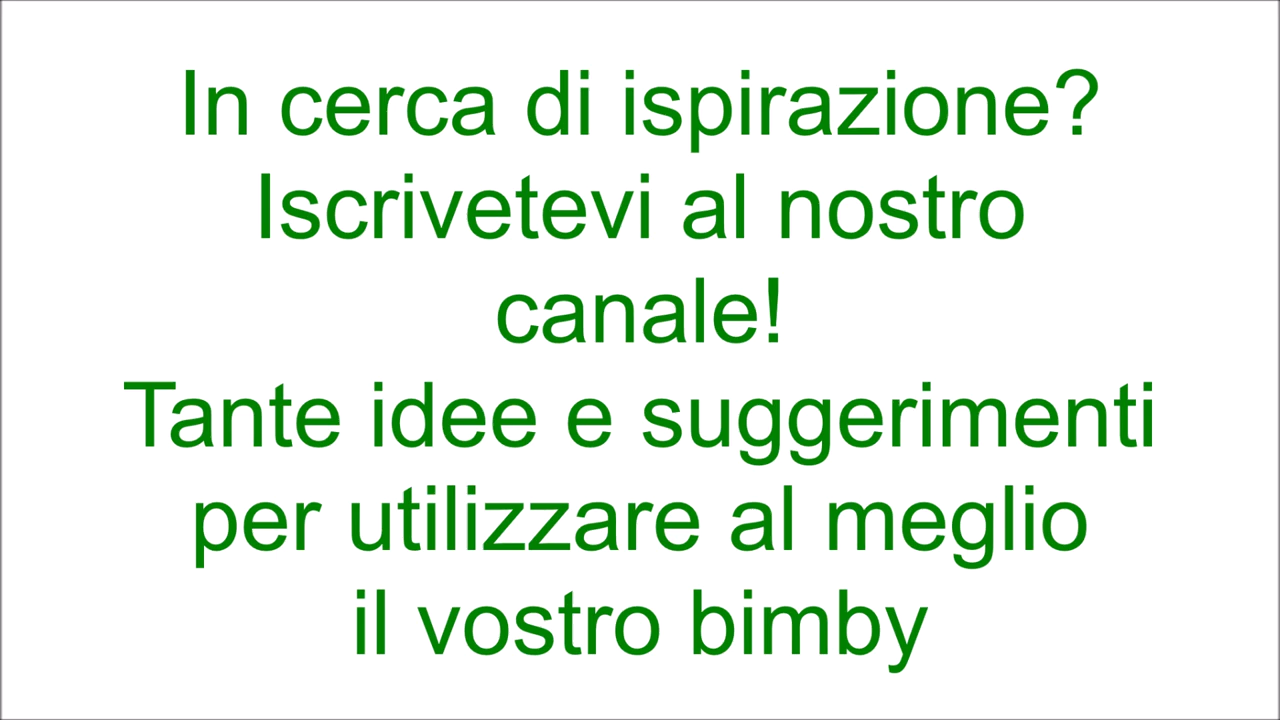 In cerca di ispirazione?
Iscrivetevi al nostro
canale!
Tante idee e suggerimenti
per utilizzare al meglio
il vostro bimby